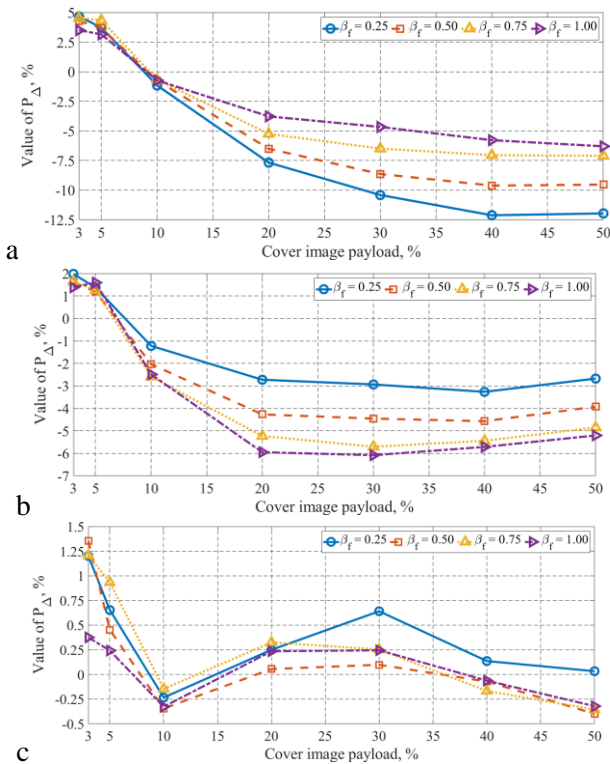 β_f = 0.25 β_f = 0.50 β_f = 0.75 β_f = 1.00
5
2.5
0
-2.5
-5
-7.5
-10
-12.5
Value of P_Δ, %
3 5 10 15 20 25 30 35 40 45 50
Cover image payload, %
a
β_f = 0.25 β_f = 0.50 β_f = 0.75 β_f = 1.00
2
1
0
-1
-2
-3
-4
-5
-6
-7
Value of P_Δ, %
3 5 10 15 20 25 30 35 40 45 50
Cover image payload, %
b
β_f = 0.25 β_f = 0.50 β_f = 0.75 β_f = 1.00
1.5
1.25
1
0.75
0.5
0.25
0
-0.25
-0.5
Value of P_Δ, %
3 5 10 15 20 25 30 35 40 45 50
Cover image payload, %
c